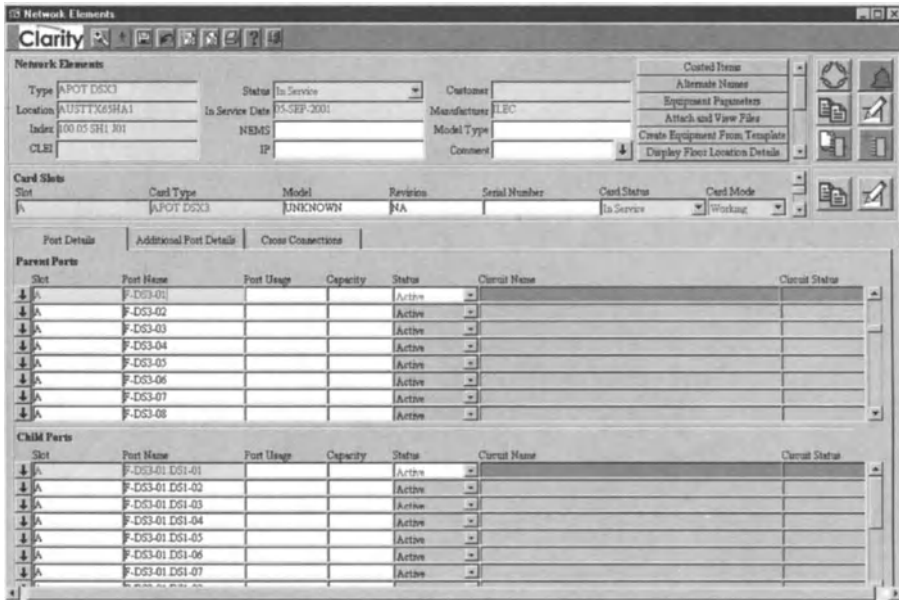 Network Elements
Clarity
Network Elements
Type APOT DSX3 Status In Service Customer
Location AUSTTX65HA1 In Service Date 05-SEP-2001 Manufacturer ILEC
Index 100.05 SH1 J01 NEMS Model Type
CLEI IP Comment
Custed Items
Alternate Names
Equipment Parameters
Attach and View Files
Create Equipment From Template
Display Floor Location Details
Card Slots
Slot Card Type Model Revision Serial Number Card Status Card Mode
A APOT DSX3 UNKNOWN NA In Service Working
Port Details Additional Port Details Cross Connections
Parent Ports
Slot Port Name Port Usage Capacity Status Circuit Name Circuit Status
A F-DS3-01 Active
A F-DS3-02 Active
A F-DS3-03 Active
A F-DS3-04 Active
A F-DS3-05 Active
A F-DS3-06 Active
A F-DS3-07 Active
A F-DS3-08 Active
Child Ports
Slot Port Name Port Usage Capacity Status Circuit Name Circuit Status
A F-DS3-01.DS1-01 Active
A F-DS3-01.DS1-02 Active
A F-DS3-01.DS1-03 Active
A F-DS3-01.DS1-04 Active
A F-DS3-01.DS1-05 Active
A F-DS3-01.DS1-06 Active
A F-DS3-01.DS1-07 Active